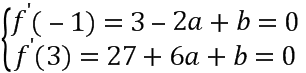 f'( – 1) = 3 – 2a + b = 0
f'(3) = 27 + 6a + b = 0